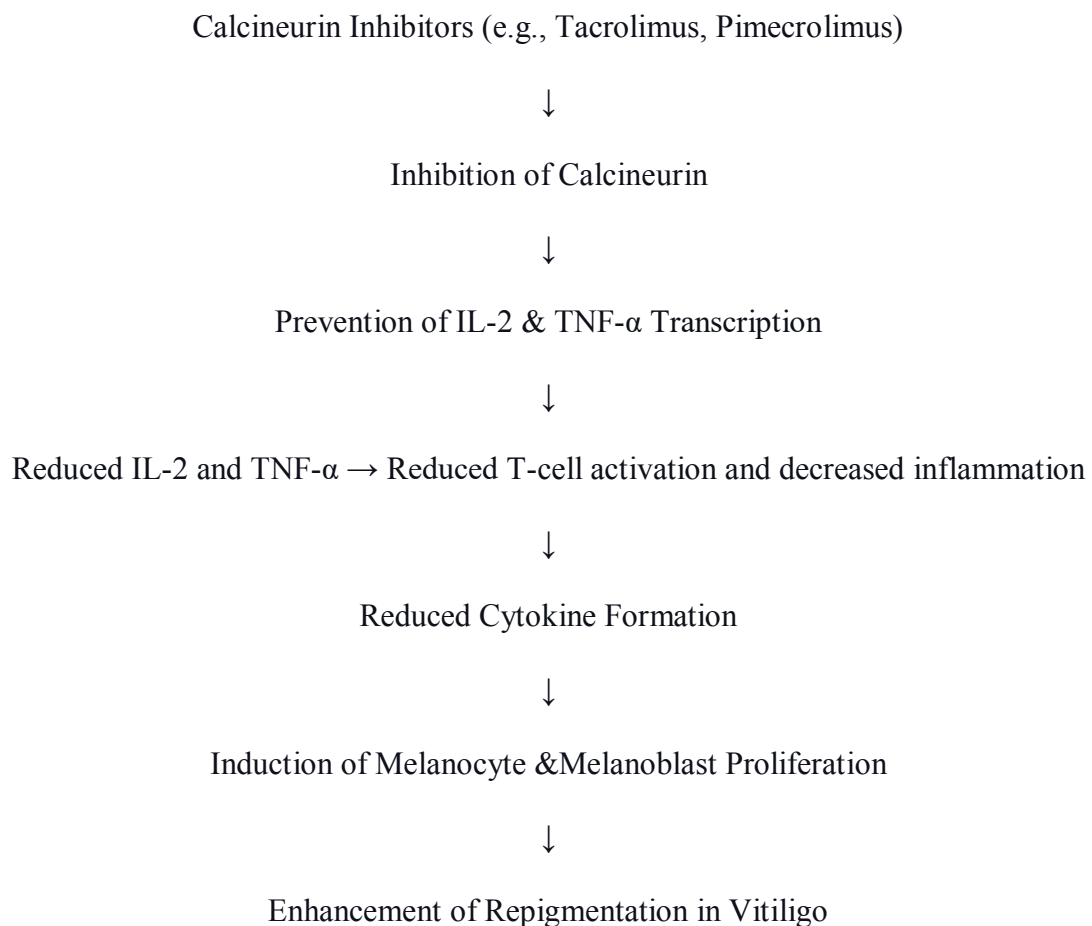 Calcineurin Inhibitors (e.g., Tacrolimus, Pimecrolimus)
↓
Inhibition of Calcineurin
↓
Prevention of IL-2 & TNF-α Transcription
↓
Reduced IL-2 and TNF-α → Reduced T-cell activation and decreased inflammation
↓
Reduced Cytokine Formation
↓
Induction of Melanocyte &Melanoblast Proliferation
↓
Enhancement of Repigmentation in Vitiligo